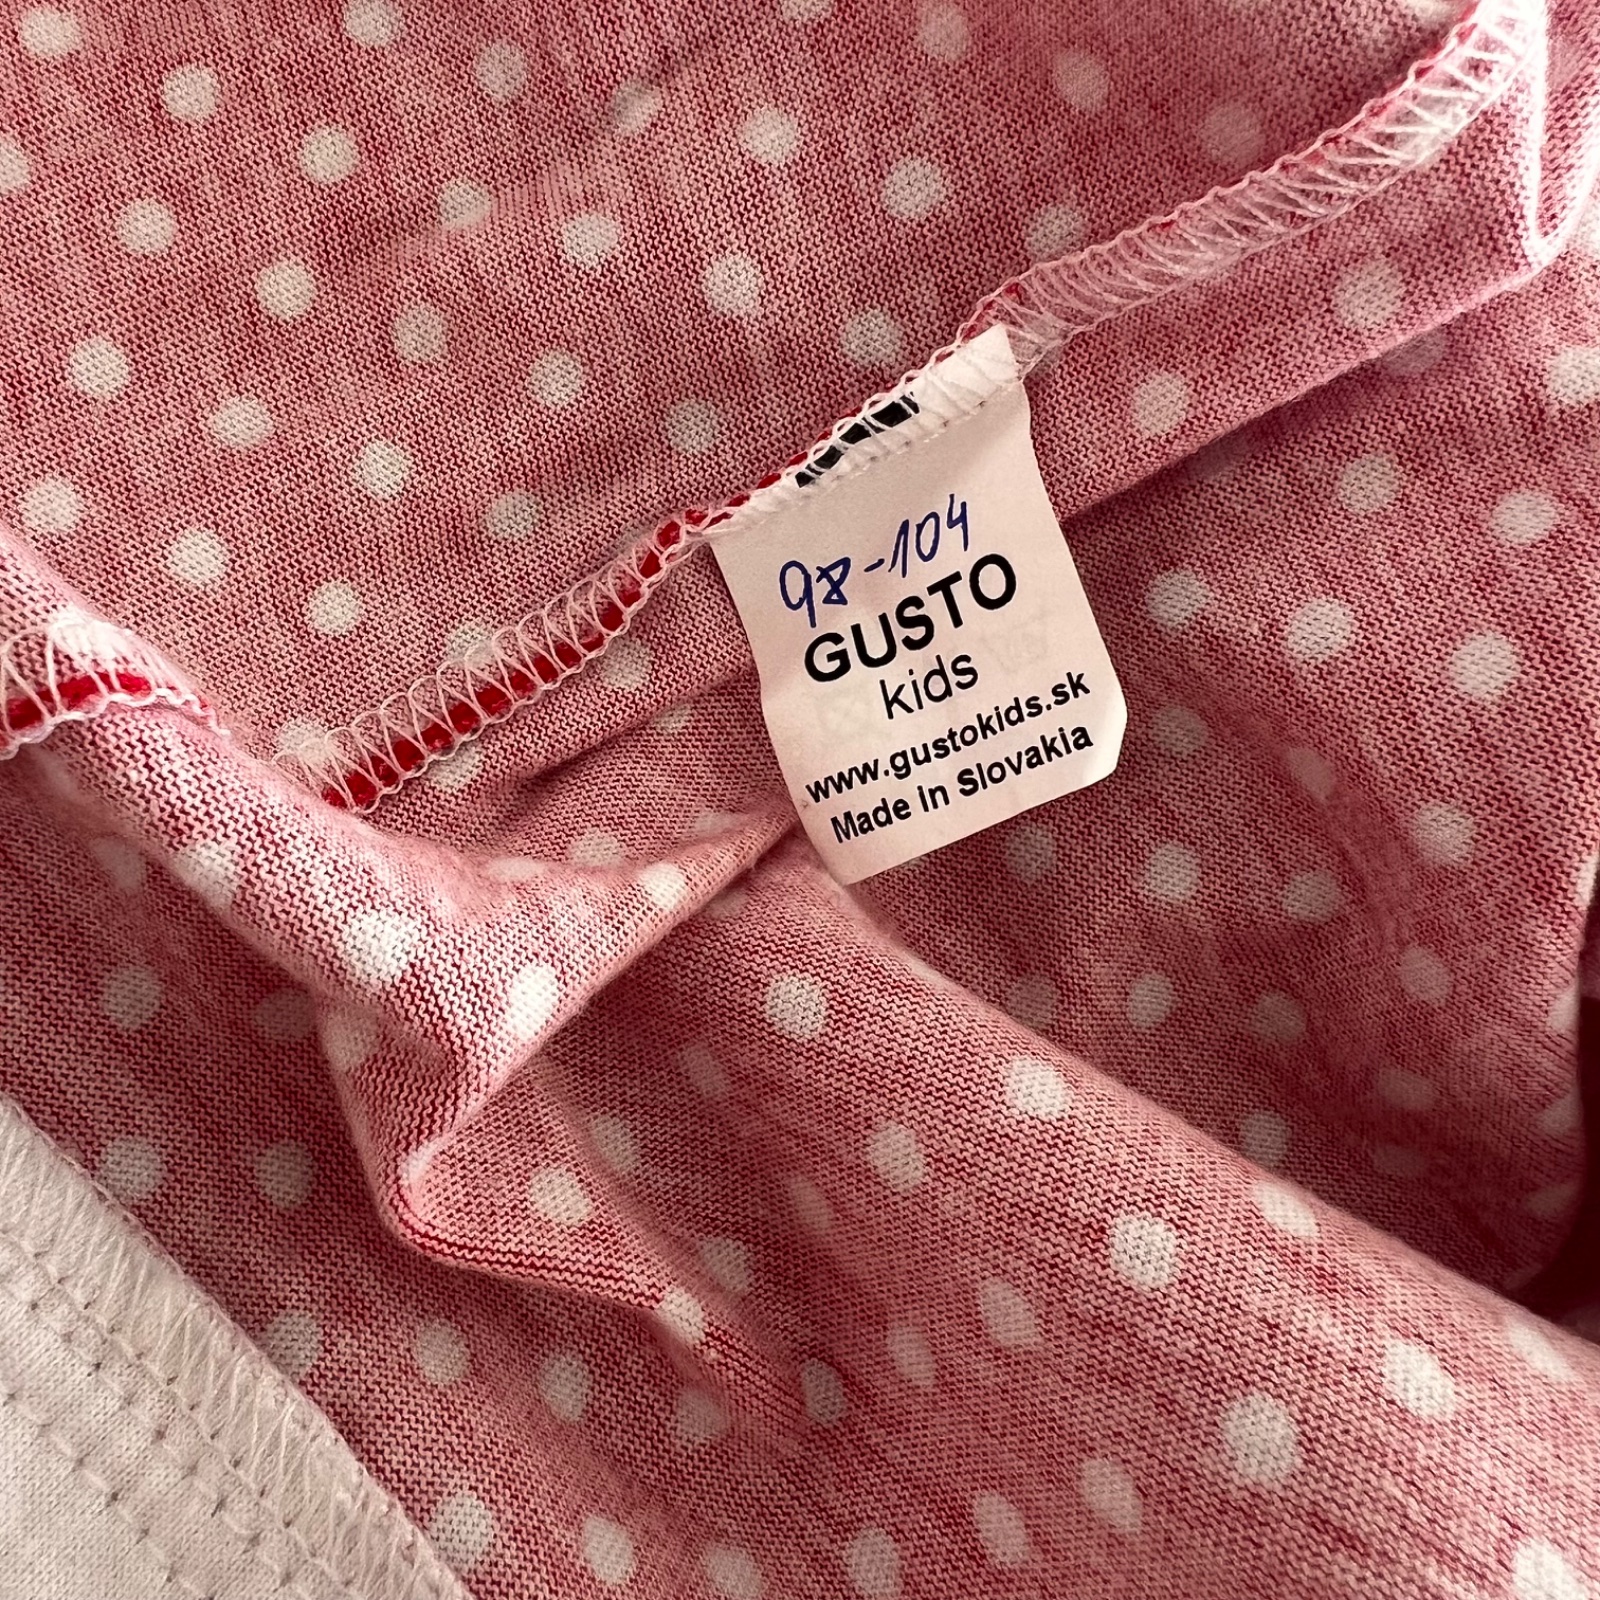 98-104
GUSTO
kids
www.gustokids.sk
Made in Slovakia